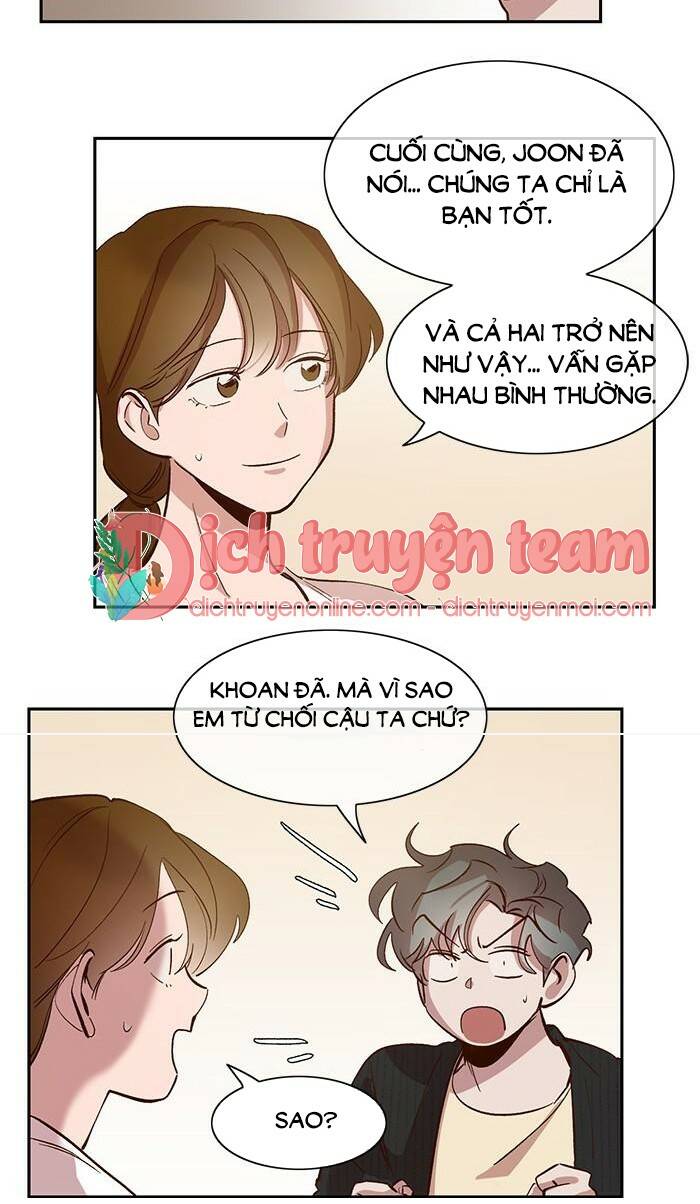 CUỐI CÙNG, JOON ĐÃ
NÓI... CHÚNG TA CHỈ LÀ
BẠN TỐT.
VÀ CẢ HAI TRỞ NÊN
NHƯ VẬY... VẤN GẶP
NHAU BÌNH THƯỜNG.
Dịch truyện team
dichtruyenonline.com - dichtruyenmoi.com
KHOAN ĐÃ. MÀ VÌ SAO
EM TỪ CHỐI CẬU TA CHỨ?
SAO?